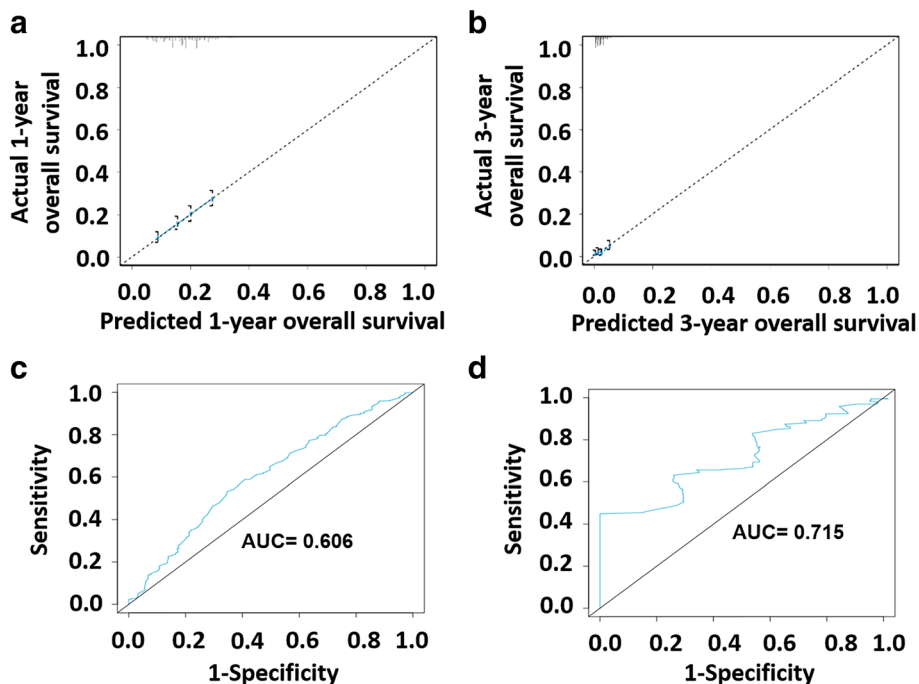 a
Actual 1-year
overall survival
1.0
0.8
0.6
0.4
0.2
0.0
0.0 0.2 0.4 0.6 0.8 1.0
Predicted 1-year overall survival
b
Actual 3-year
overall survival
1.0
0.8
0.6
0.4
0.2
0.0
0.0 0.2 0.4 0.6 0.8 1.0
Predicted 3-year overall survival
c
Sensitivity
1.0
0.8
0.6
0.4
0.2
0.0
AUC= 0.606
0.0 0.2 0.4 0.6 0.8 1.0
1-Specificity
d
Sensitivity
1.0
0.8
0.6
0.4
0.2
0.0
AUC= 0.715
0.0 0.2 0.4 0.6 0.8 1.0
1-Specificity